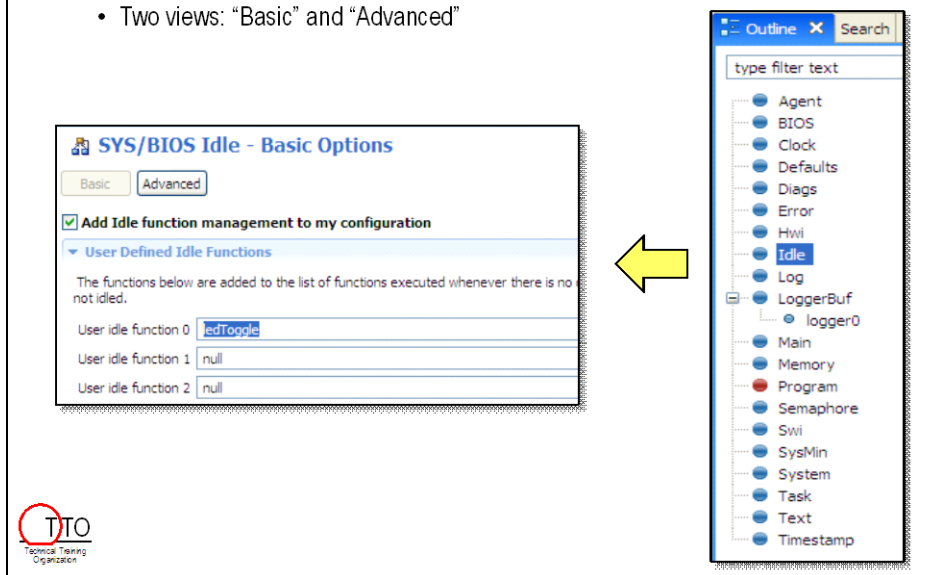 • Two views: “Basic” and “Advanced”
SYS/BIOS Idle - Basic Options
Basic Advanced
Add Idle function management to my configuration
User Defined Idle Functions
The functions below are added to the list of functions executed whenever there is no
not idled.
User idle function 0 ledToggle
User idle function 1 null
User idle function 2 null
Outline Search
type filter text
Agent
BIOS
Clock
Defaults
Diags
Error
Hwi
Idle
Log
LoggerBuf
logger0
Main
Memory
Program
Semaphore
Swi
SysMin
System
Task
Text
Timestamp
TTO
Technical Training
Organization